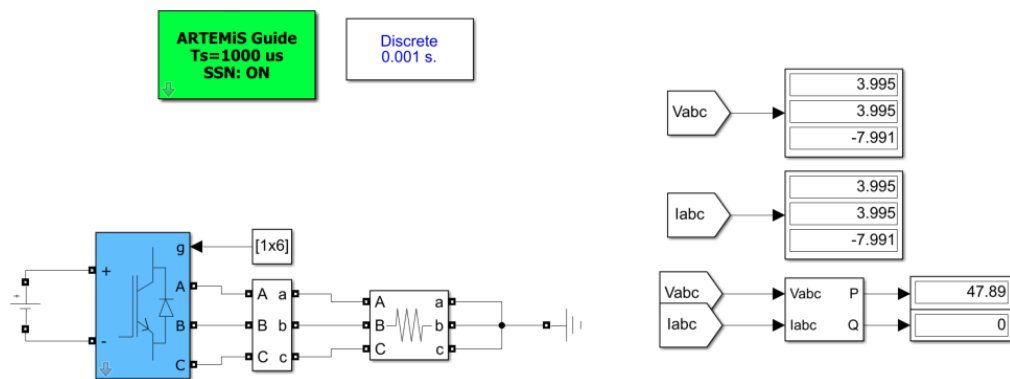 ARTEMiS Guide
Ts=1000 us
SSN: ON
Discrete
0.001 s.
Vabc
3.995
3.995
-7.991
Iabc
3.995
3.995
-7.991
g
[1x6]
+
-
A
B
C
A a
B b
C c
A a
B b
C c
Vabc
Iabc
Vabc P
Iabc Q
47.89
0